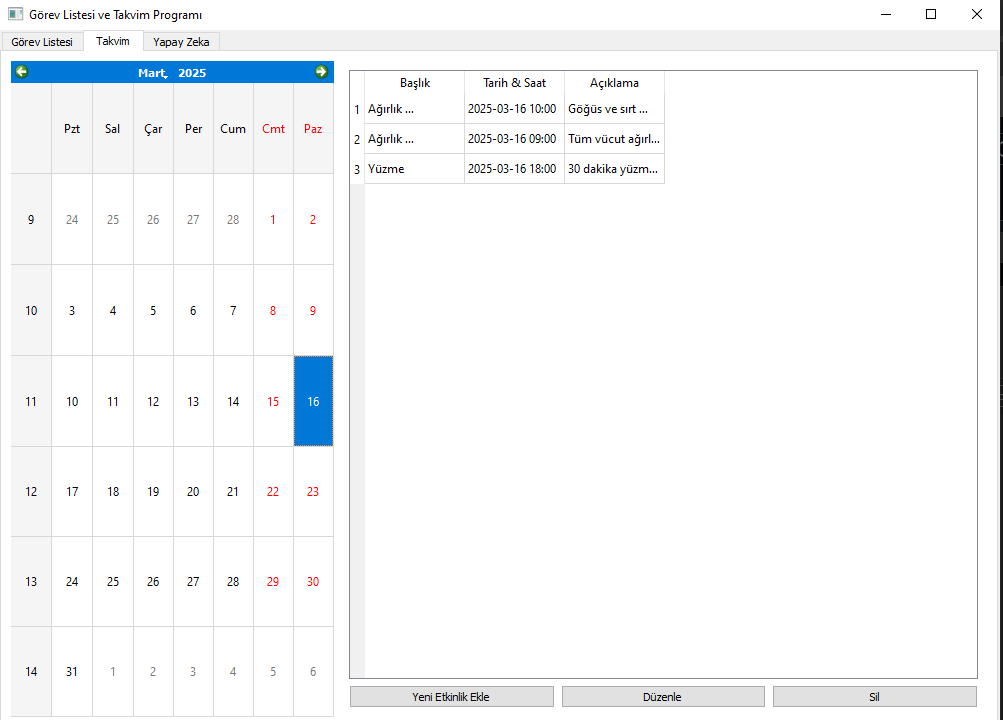 Görev Listesi ve Takvim Programı
Görev Listesi Takvim Yapay Zeka
Mart, 2025
Pzt Sal Çar Per Cum Cmt Paz
9 24 25 26 27 28 1 2
10 3 4 5 6 7 8 9
11 10 11 12 13 14 15 16
12 17 18 19 20 21 22 23
13 24 25 26 27 28 29 30
14 31 1 2 3 4 5 6
Başlık Tarih & Saat Açıklama
1 Ağırlık ... 2025-03-16 10:00 Göğüs ve sırt ...
2 Ağırlık ... 2025-03-16 09:00 Tüm vücut ağırl...
3 Yüzme 2025-03-16 18:00 30 dakika yüzm...
Yeni Etkinlik Ekle Düzenle Sil